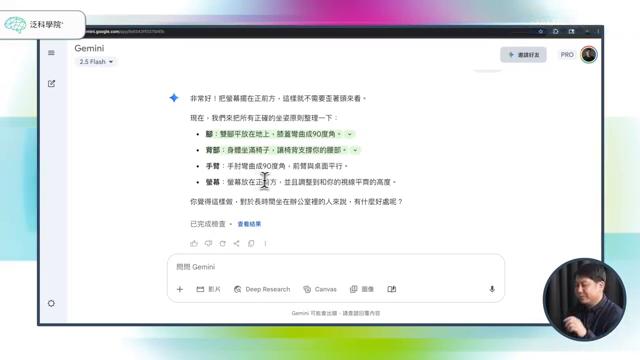 泛科學院
Gemini
2.5 Flash
邀請好友
PRO
非常好！把螢幕擺在正前方，這樣就不需要歪著頭來看。
現在，我們來把所有正確的坐姿原則整理一下：
• 腳：雙腳平放在地上，膝蓋彎曲成90度角。
• 背部：身體坐滿椅子，讓椅背支撐你的腰部。
• 手臂：手肘彎曲成90度角，前臂與桌面平行。
• 螢幕：螢幕放在正前方，並且調整到和你的視線平齊的高度。
你覺得這樣做，對於長時間坐在辦公室裡的人來說，有什麼好處呢？
已完成檢查 • 查看結果
問問 Gemini
影片
Deep Research
Canvas
圖像
Gemini 可能會出錯，請查證回覆內容